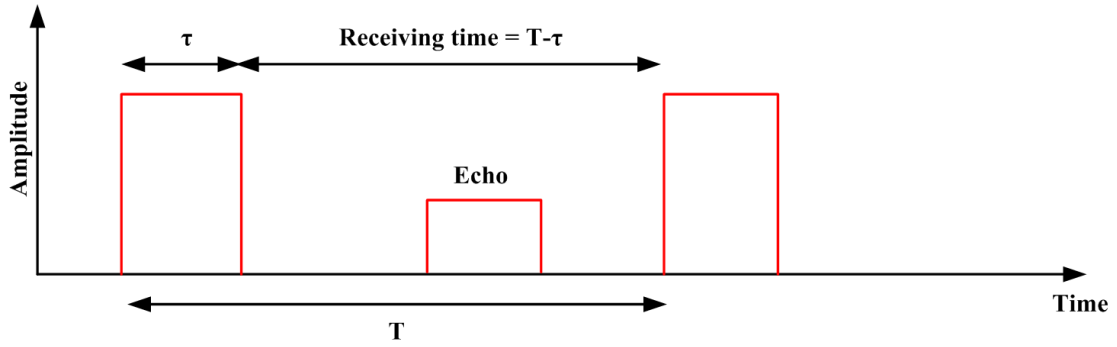 τ
Receiving time = T-τ
Amplitude
Echo
Time
T